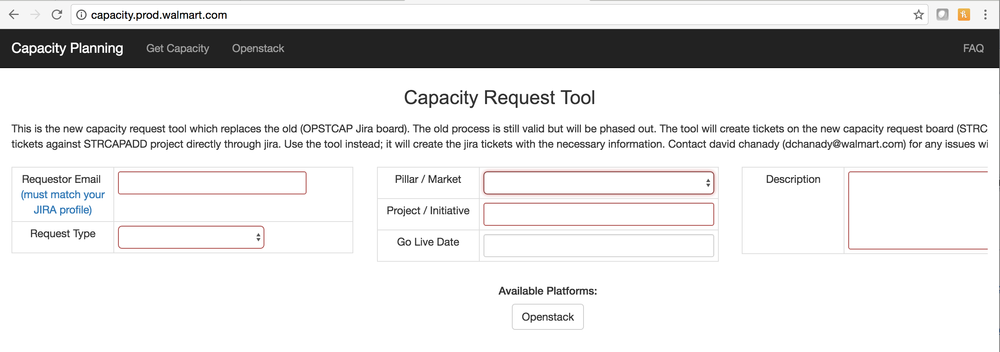 capacity.prod.walmart.com
Capacity Planning Get Capacity Openstack FAQ
Capacity Request Tool
This is the new capacity request tool which replaces the old (OPSTCAP Jira board). The old process is still valid but will be phased out. The tool will create tickets on the new capacity request board (STRC
tickets against STRCAPADD project directly through jira. Use the tool instead; it will create the jira tickets with the necessary information. Contact david chanady (dchanady@walmart.com) for any issues wi
Requestor Email
(must match your
JIRA profile)
Request Type
Pillar / Market
Project / Initiative
Go Live Date
Description
Available Platforms:
Openstack